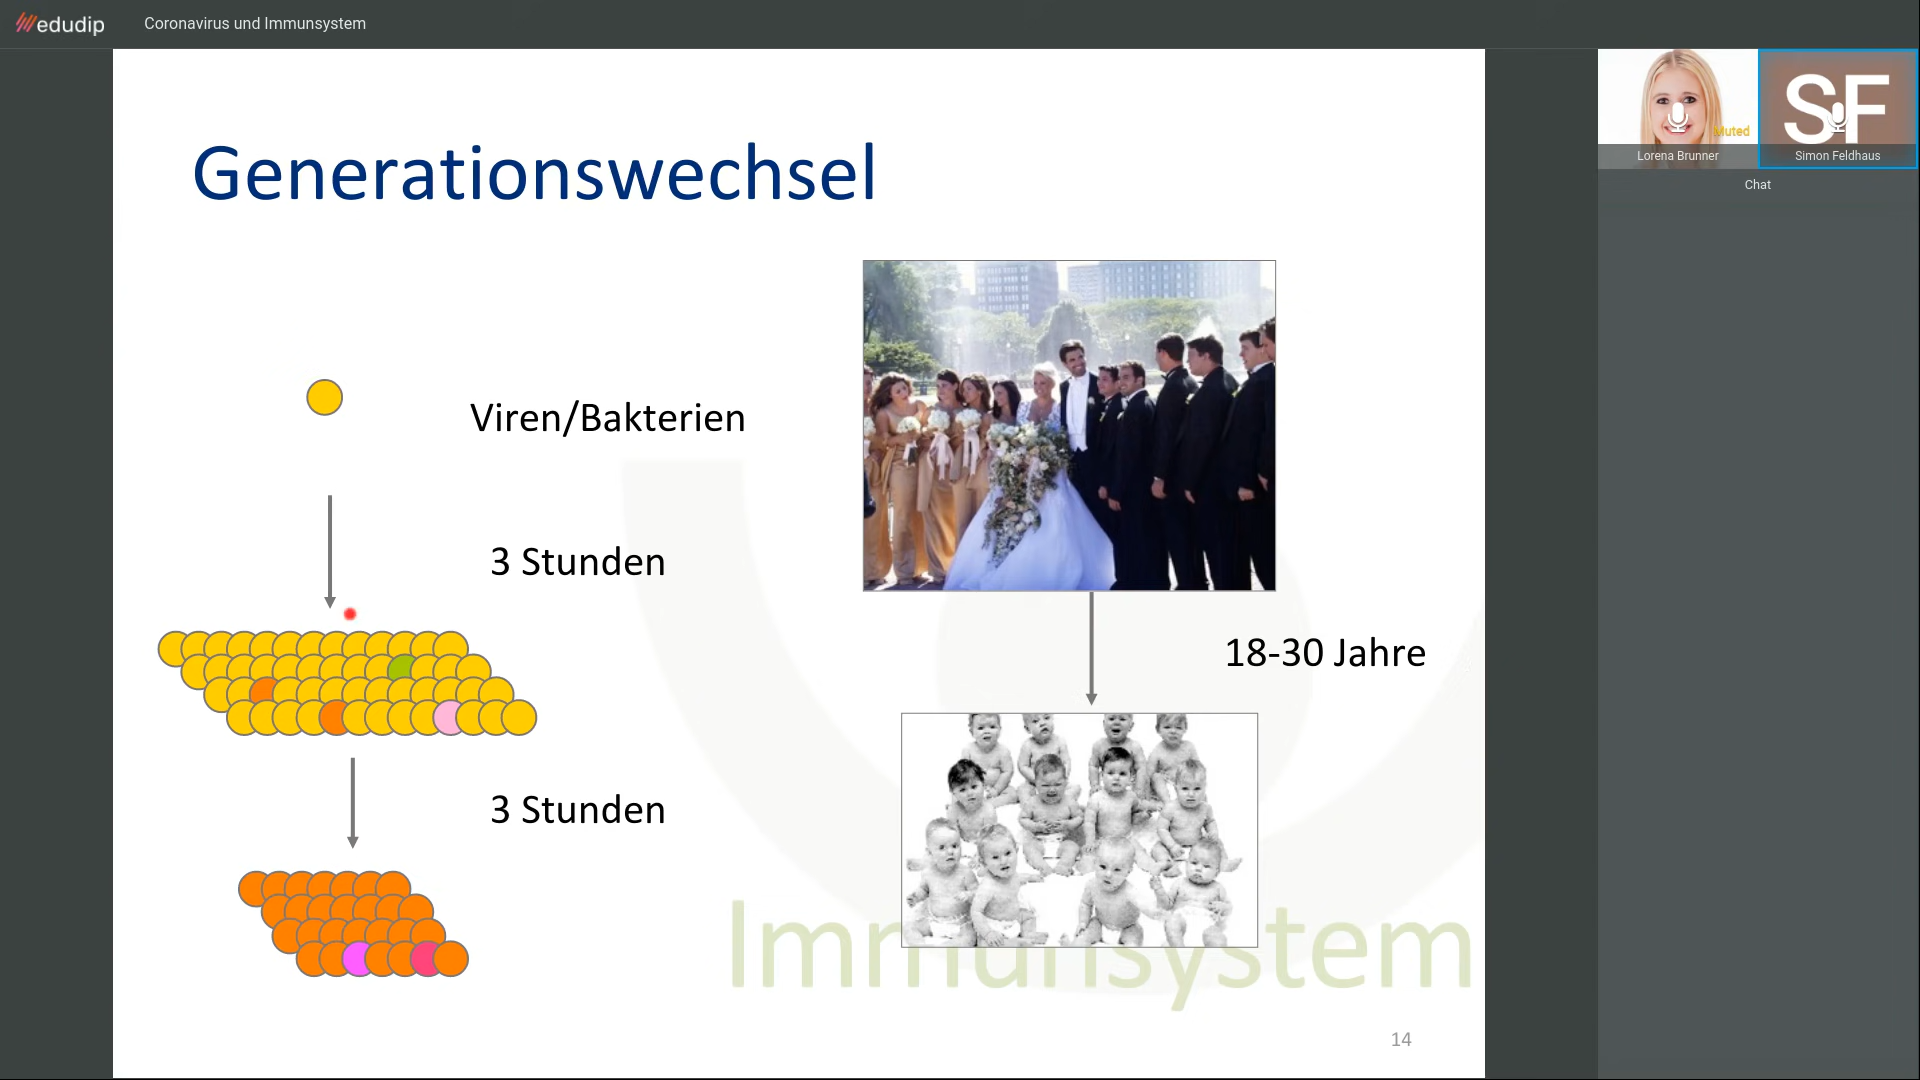 edudip
Coronavirus und Immunsystem
Generationswechsel
Viren/Bakterien
3 Stunden
18-30 Jahre
3 Stunden
Immunsystem
14
SF
Muted
Lorena Brunner
Simon Feldhaus
Chat